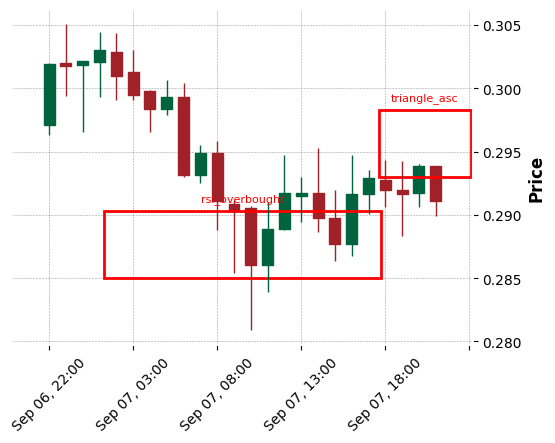 triangle_asc
rsi_overbought
0.305
0.300
0.295
0.290
0.285
0.280
Price
Sep 06, 22:00
Sep 07, 03:00
Sep 07, 08:00
Sep 07, 13:00
Sep 07, 18:00